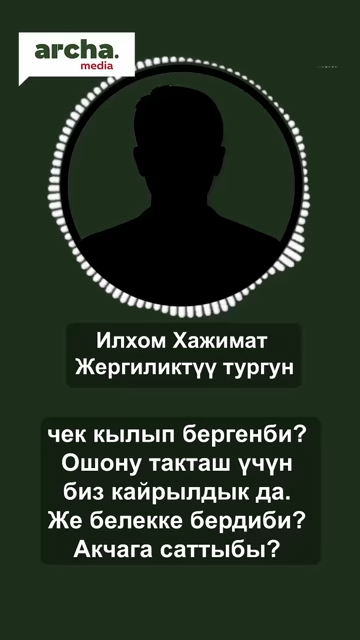 archa.
media
Илхом Хажимат
Жергиликтүү тургун
чек кылып бергенби?
Ошону такташ үчүн
биз кайрылдык да.
Же белекке бердиби?
Акчага саттыбы?